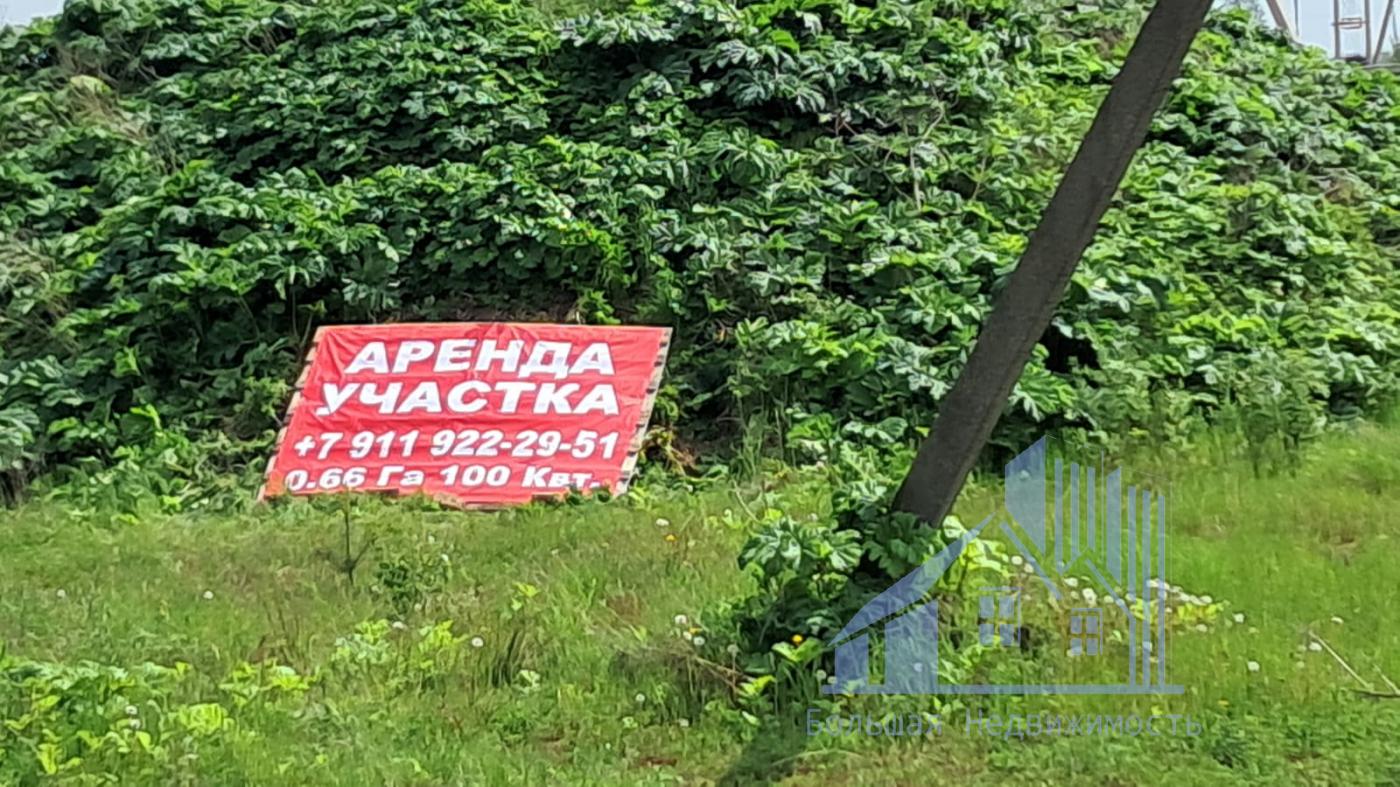 АРЕНДА
УЧАСТКА
+7 911 922-29-51
0.66 Га 100 Квт.
Большая Недвижимость